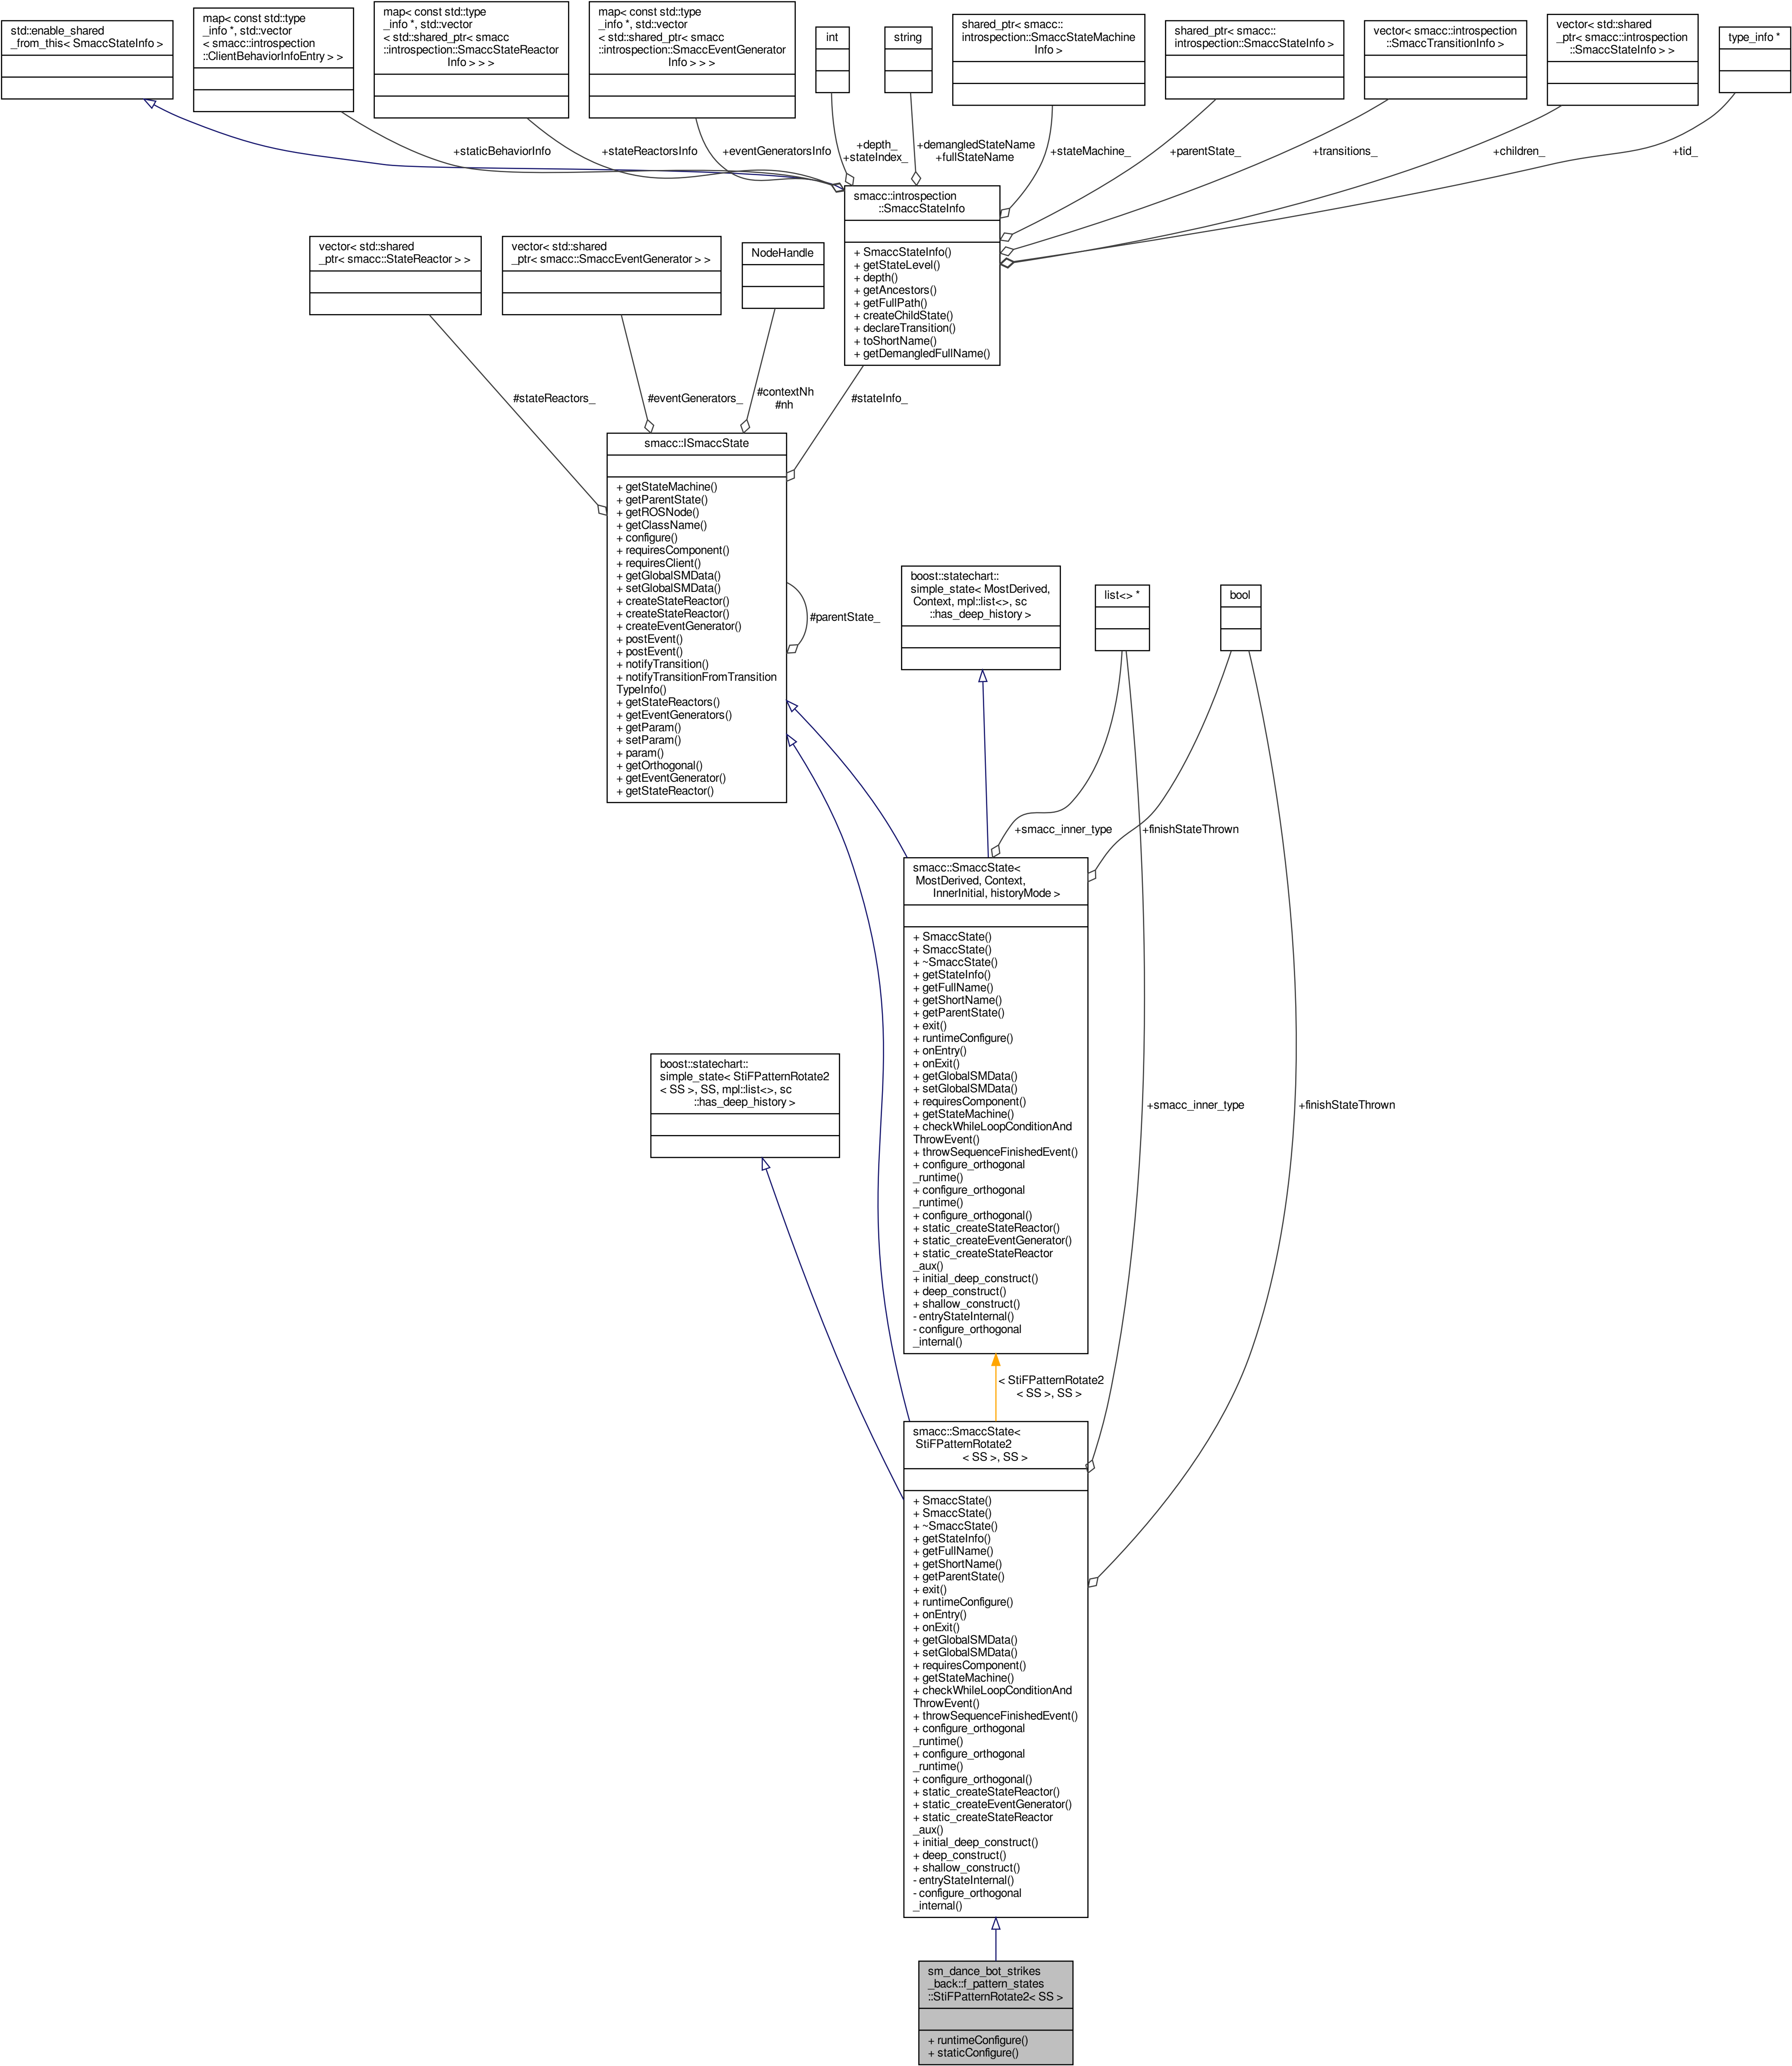 std::enable_shared
_from_this< SmaccStateInfo >
map< const std::type
_info *, std::vector
< smacc::introspection
::ClientBehaviorInfoEntry > >
map< const std::type
_info *, std::vector
< std::shared_ptr< smacc
::introspection::SmaccStateReactor
Info > > >
map< const std::type
_info *, std::vector
< std::shared_ptr< smacc
::introspection::SmaccEventGenerator
Info > > >
int
string
shared_ptr< smacc::
introspection::SmaccStateMachine
Info >
shared_ptr< smacc::
introspection::SmaccStateInfo >
vector< smacc::introspection
::SmaccTransitionInfo >
vector< std::shared
_ptr< smacc::introspection
::SmaccStateInfo > >
type_info *
+staticBehaviorInfo
+stateReactorsInfo
+eventGeneratorsInfo
+depth_
+stateIndex_
+demangledStateName
+fullStateName
+stateMachine_
+parentState_
+transitions_
+children_
+tid_
smacc::introspection
::SmaccStateInfo
+ SmaccStateInfo()
+ getStateLevel()
+ depth()
+ getAncestors()
+ getFullPath()
+ createChildState()
+ declareTransition()
+ toShortName()
+ getDemangledFullName()
vector< std::shared
_ptr< smacc::StateReactor > >
vector< std::shared
_ptr< smacc::SmaccEventGenerator > >
NodeHandle
#stateReactors_
#eventGenerators_
#contextNh
#nh
#stateInfo_
smacc::ISmaccState
+ getStateMachine()
+ getParentState()
+ getROSNode()
+ getClassName()
+ configure()
+ requiresComponent()
+ requiresClient()
+ getGlobalSMData()
+ setGlobalSMData()
+ createStateReactor()
+ createStateReactor()
+ createEventGenerator()
+ postEvent()
+ postEvent()
+ notifyTransition()
+ notifyTransitionFromTransition
TypeInfo()
+ getStateReactors()
+ getEventGenerators()
+ getParam()
+ setParam()
+ param()
+ getOrthogonal()
+ getEventGenerator()
+ getStateReactor()
#parentState_
boost::statechart::
simple_state< MostDerived,
Context, mpl::list<>, sc
::has_deep_history >
list<> *
bool
+smacc_inner_type
+finishStateThrown
smacc::SmaccState<
MostDerived, Context,
InnerInitial, historyMode >
+ SmaccState()
+ SmaccState()
+ ~SmaccState()
+ getStateInfo()
+ getFullName()
+ getShortName()
+ getParentState()
+ exit()
+ runtimeConfigure()
+ onEntry()
+ onExit()
+ getGlobalSMData()
+ setGlobalSMData()
+ requiresComponent()
+ getStateMachine()
+ checkWhileLoopConditionAnd
ThrowEvent()
+ throwSequenceFinishedEvent()
+ configure_orthogonal
_runtime()
+ configure_orthogonal
_runtime()
+ configure_orthogonal()
+ static_createStateReactor()
+ static_createEventGenerator()
+ static_createStateReactor
_aux()
+ initial_deep_construct()
+ deep_construct()
+ shallow_construct()
- entryStateInternal()
- configure_orthogonal
_internal()
boost::statechart::
simple_state< StiFPatternRotate2
< SS >, SS, mpl::list<>, sc
::has_deep_history >
+smacc_inner_type
+finishStateThrown
< StiFPatternRotate2
< SS >, SS >
smacc::SmaccState<
StiFPatternRotate2
< SS >, SS >
+ SmaccState()
+ SmaccState()
+ ~SmaccState()
+ getStateInfo()
+ getFullName()
+ getShortName()
+ getParentState()
+ exit()
+ runtimeConfigure()
+ onEntry()
+ onExit()
+ getGlobalSMData()
+ setGlobalSMData()
+ requiresComponent()
+ getStateMachine()
+ checkWhileLoopConditionAnd
ThrowEvent()
+ throwSequenceFinishedEvent()
+ configure_orthogonal
_runtime()
+ configure_orthogonal
_runtime()
+ configure_orthogonal()
+ static_createStateReactor()
+ static_createEventGenerator()
+ static_createStateReactor
_aux()
+ initial_deep_construct()
+ deep_construct()
+ shallow_construct()
- entryStateInternal()
- configure_orthogonal
_internal()
sm_dance_bot_strikes
_back::f_pattern_states
::StiFPatternRotate2< SS >
+ runtimeConfigure()
+ staticConfigure()